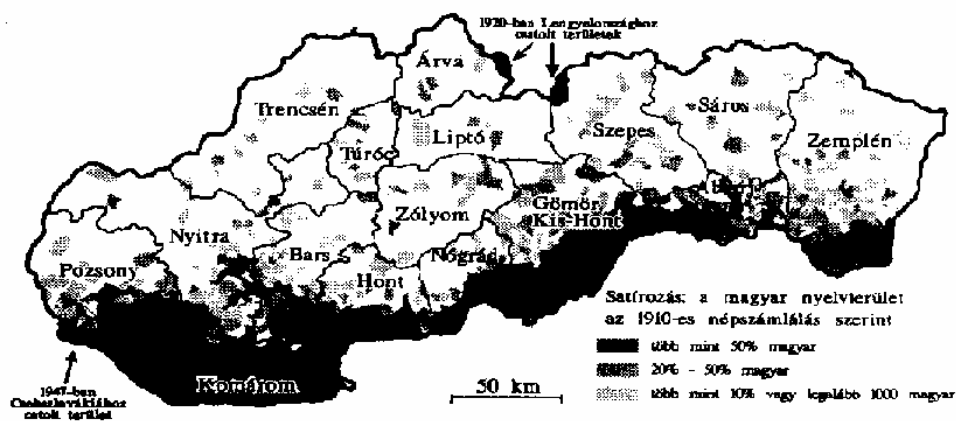 1920-ban Lengyelországhoz
csatolt területek
Árva
Trencsén
Sáros
Szepes
Zemplén
Turóc
Liptó
Gömör
Kis-Hont
Zólyom
Nyitra
Bars
Nógrád
Pozsony
Hont
Satírozás: a magyar nyelvterület
az 1910-es népszámlálás szerint
több mint 50% magyar
20% - 50% magyar
több mint 10% vagy legalább 1000 magyar
Komárom
50 km
1947-ban
Csehszlovákiához
csatolt terület